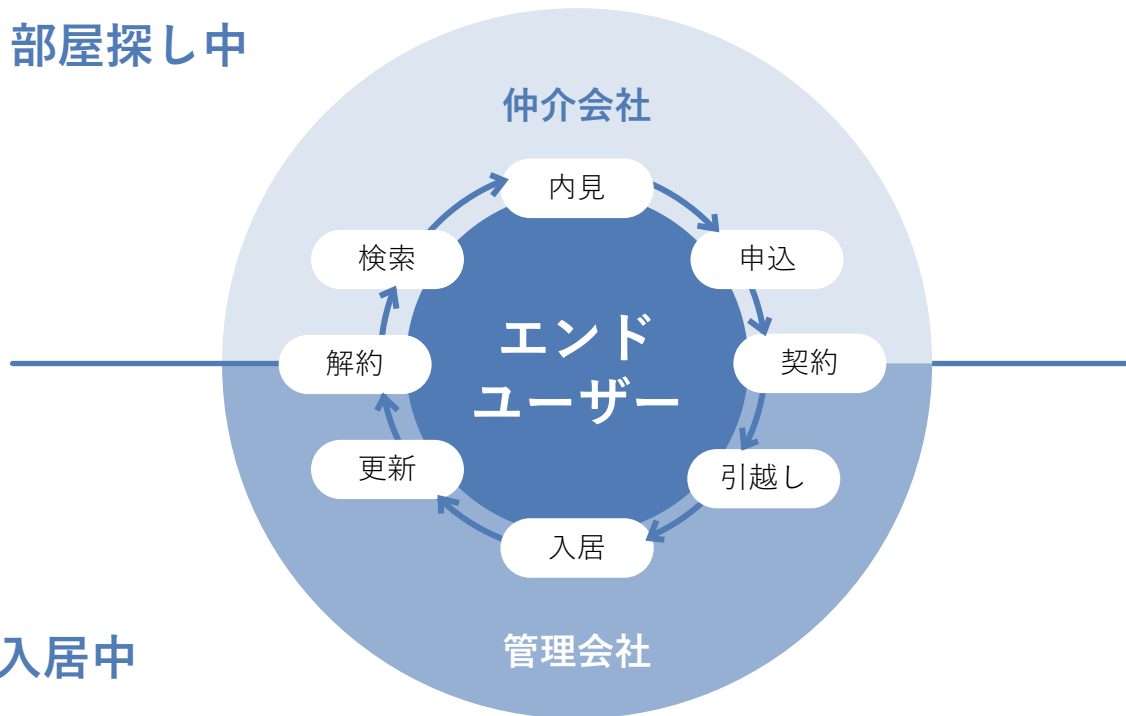 部屋探し中
仲介会社
内見
検索
申込
エンド
ユーザー
解約
契約
更新
引越し
入居
管理会社
入居中